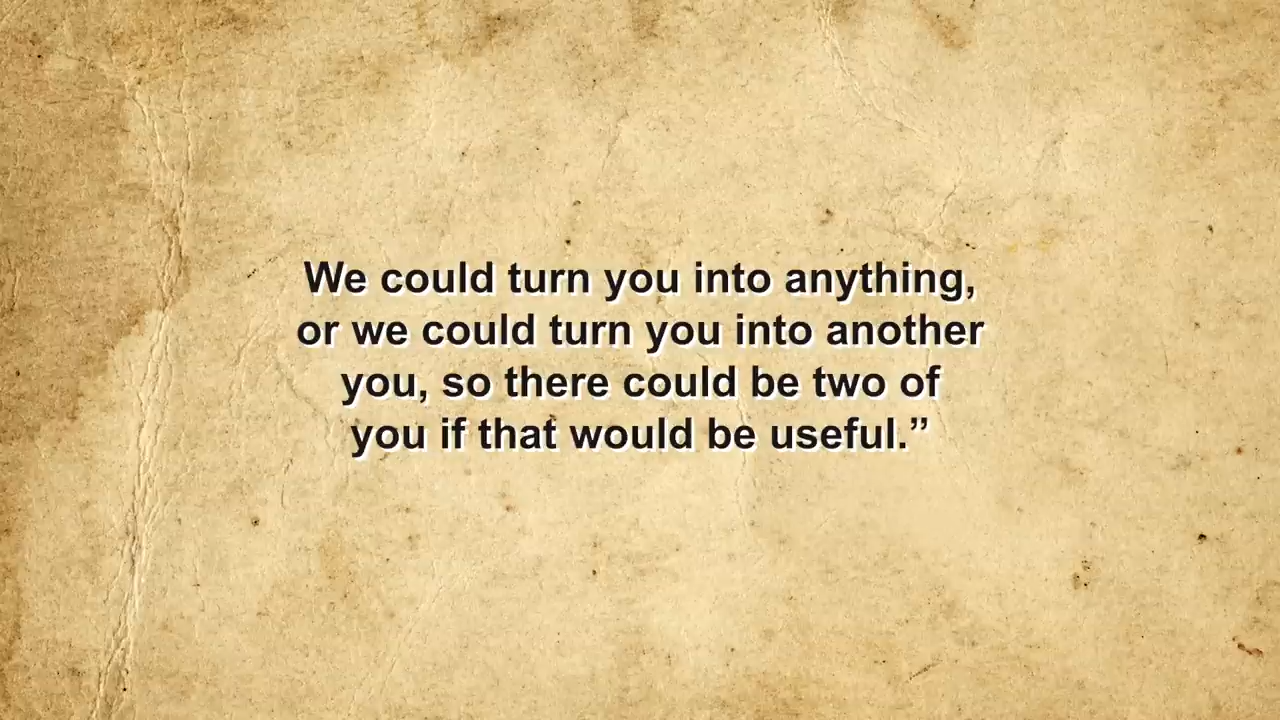 We could turn you into anything,
or we could turn you into another
you, so there could be two of
you if that would be useful.”